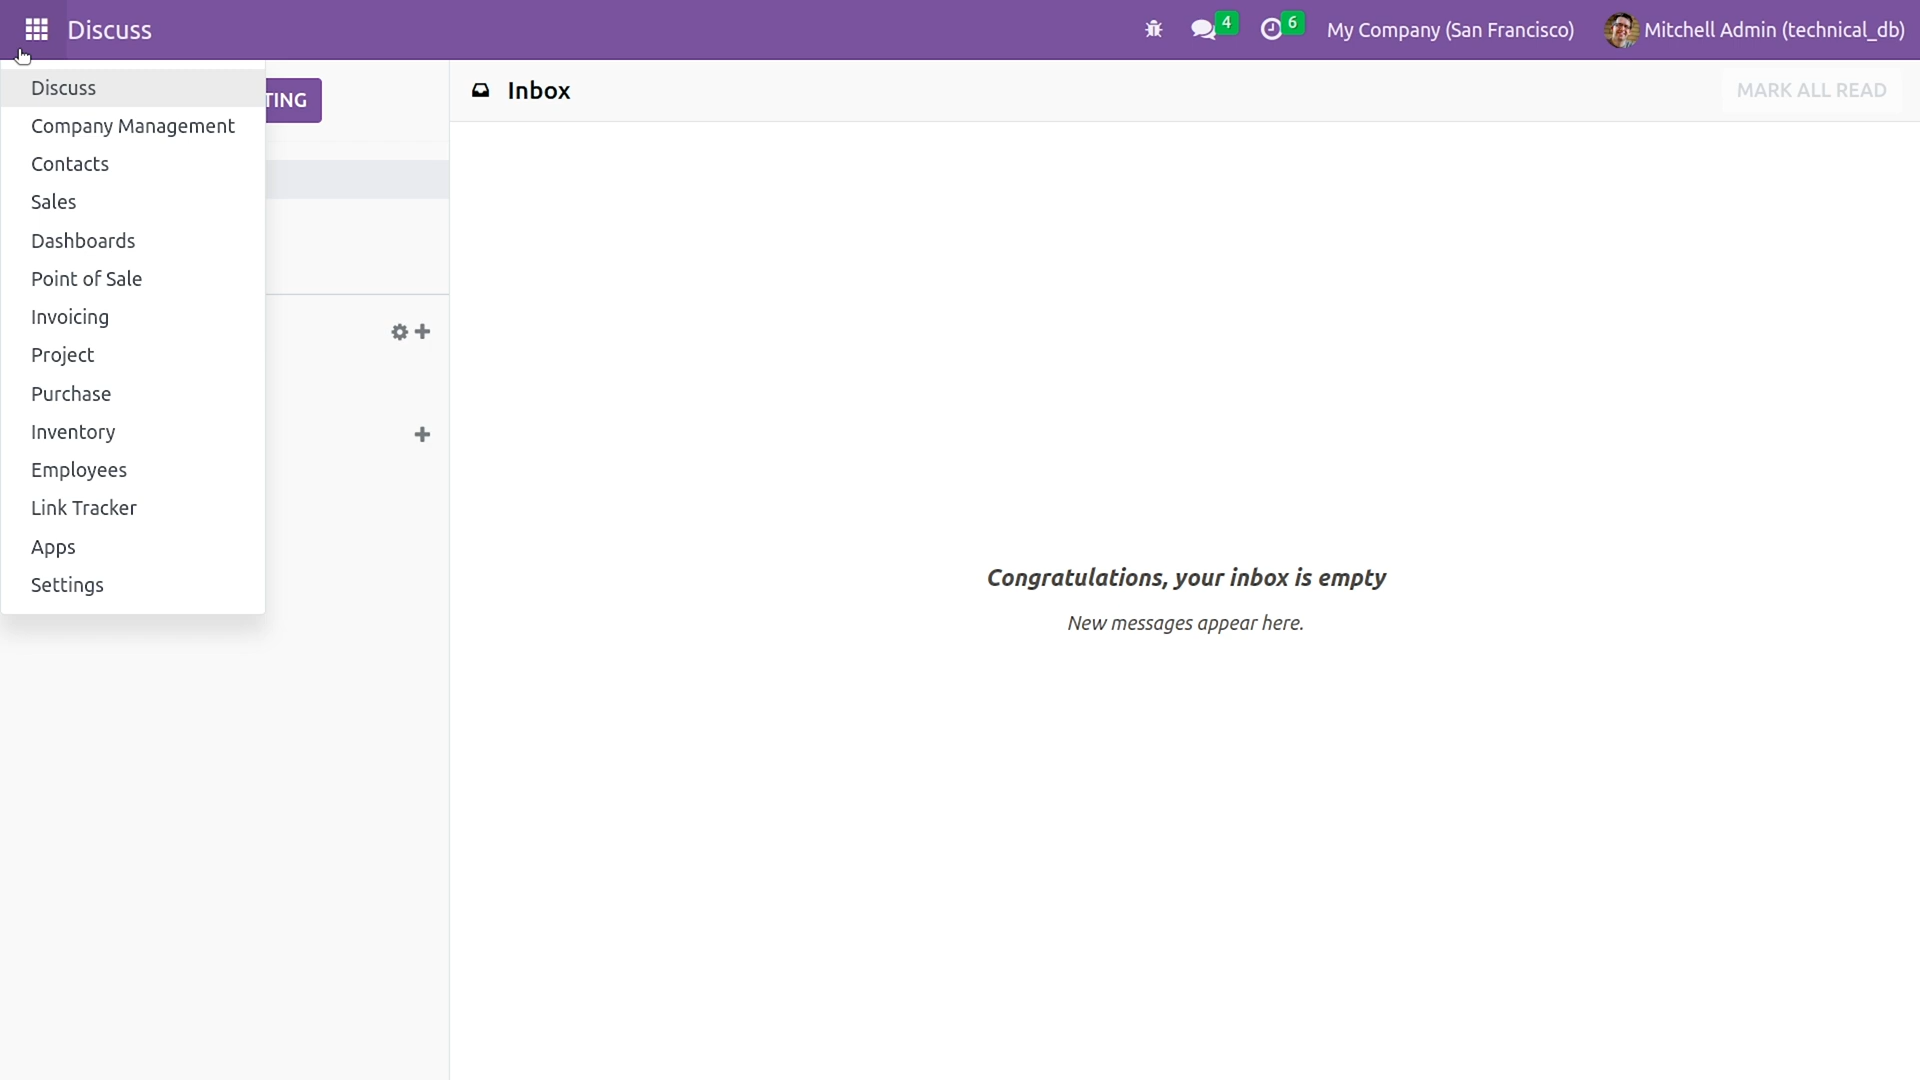 Discuss
4
6
My Company (San Francisco)
Mitchell Admin (technical_db)
Discuss
Company Management
Contacts
Sales
Dashboards
Point of Sale
Invoicing
Project
Purchase
Inventory
Employees
Link Tracker
Apps
Settings
TING
Inbox
MARK ALL READ
Congratulations, your inbox is empty
New messages appear here.